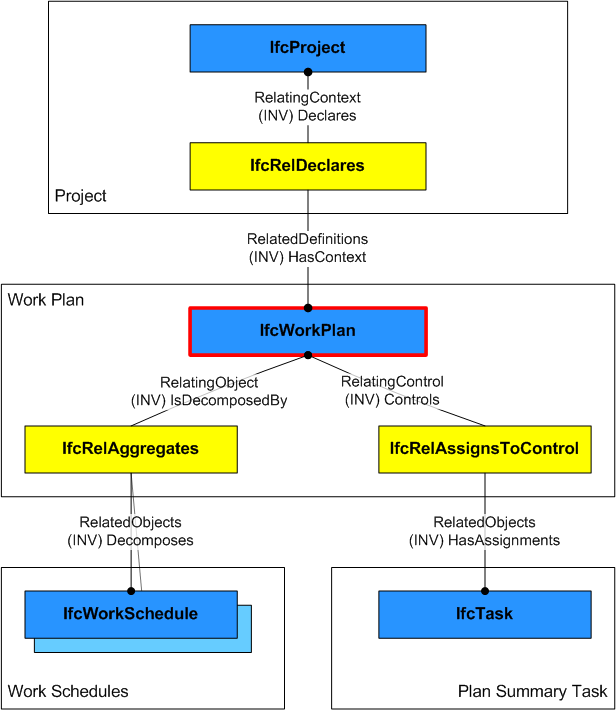 IfcProject
RelatingContext
(INV) Declares
IfcRelDeclares
Project
RelatedDefinitions
(INV) HasContext
Work Plan
IfcWorkPlan
RelatingObject
(INV) IsDecomposedBy
RelatingControl
(INV) Controls
IfcRelAggregates
IfcRelAssignsToControl
RelatedObjects
(INV) Decomposes
RelatedObjects
(INV) HasAssignments
IfcWorkSchedule
IfcTask
Work Schedules
Plan Summary Task